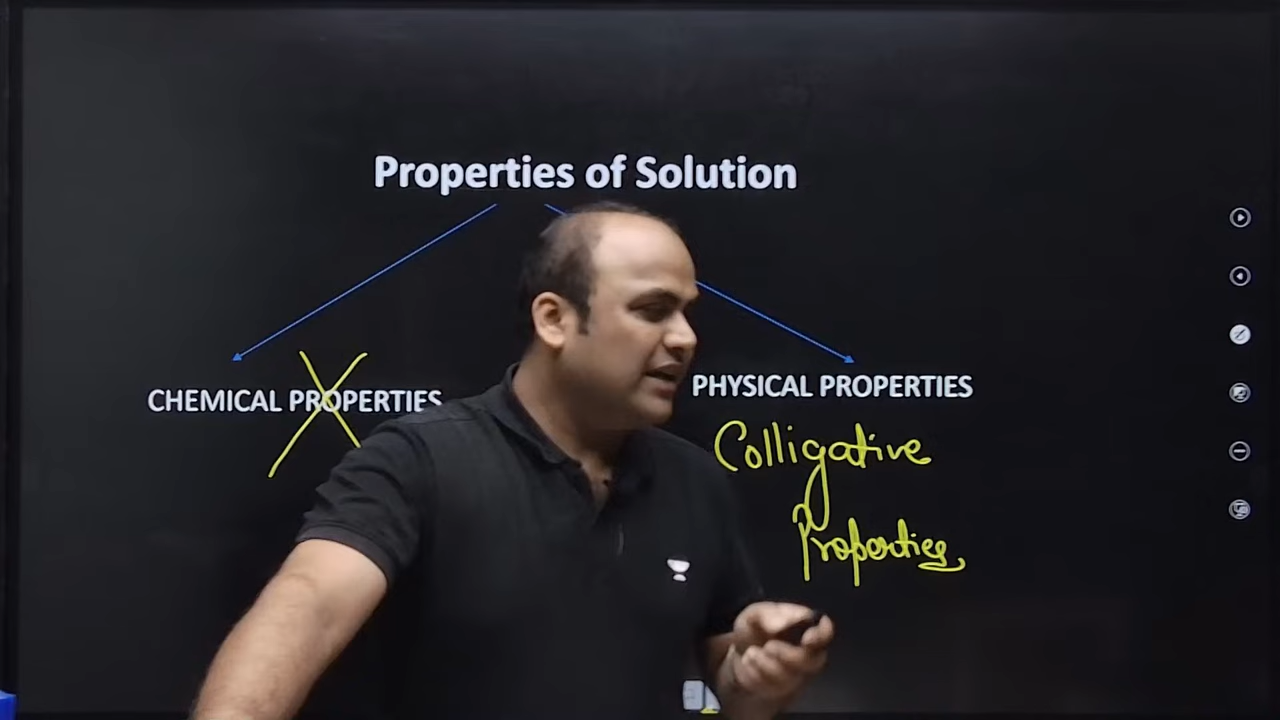 Properties of Solution
CHEMICAL PROPERTIES
PHYSICAL PROPERTIES
Colligative
Properties